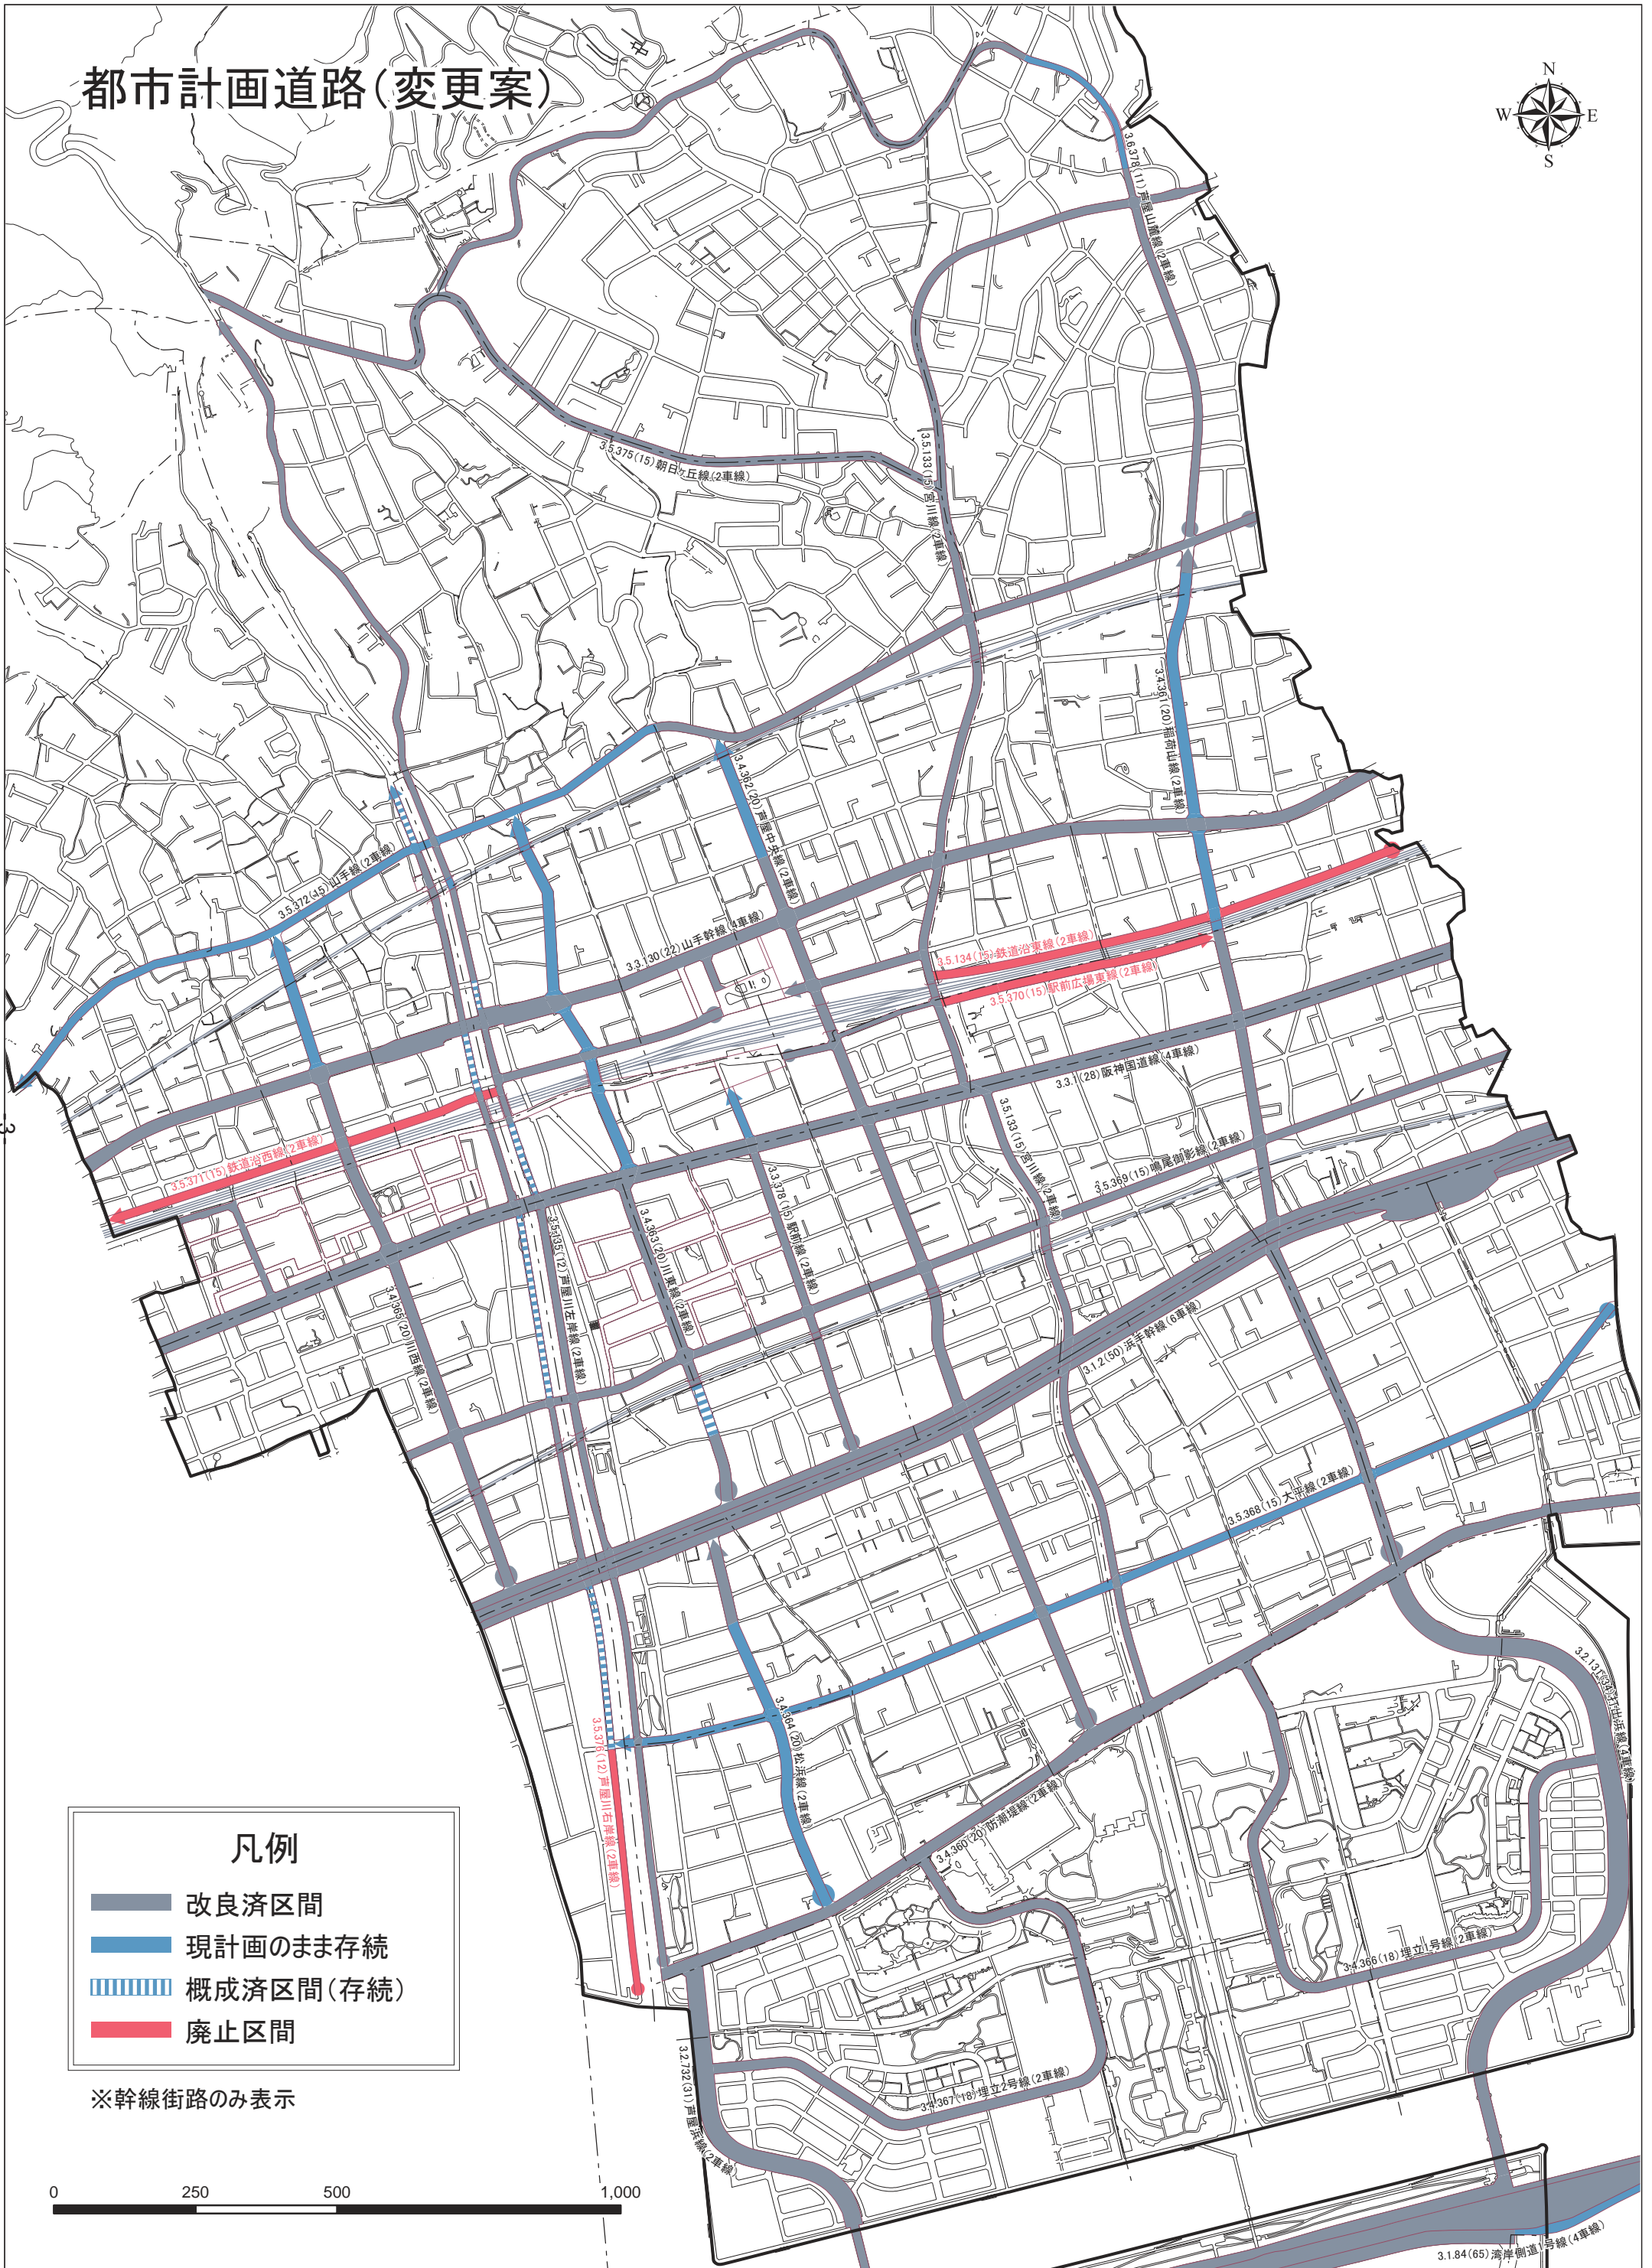 都市計画道路(変更案)
N
W
E
S
3.6.378(11)芦屋山麓線(2車線)
3.5.375(15)朝日ヶ丘線(2車線)
3.5.133(15)宮川線(2車線)
3.4.361(20)稲荷山線(2車線)
3.4.362(20)芦屋中央線(2車線)
3.5.372(15)山手線(2車線)
3.3.130(22)山手幹線(4車線)
3.5.134(15)鉄道沿東線(2車線)
3.5.370(15)駅前広場東線(2車線)
3.3.1(28)阪神国道線(4車線)
-3-
3.5.371(15)鉄道沿西線(2車線)
3.5.133(15)宮川線(2車線)
3.5.369(15)鳴尾御影線(2車線)
3.3.378(15)駅前線(2車線)
3.4.363(20)川東線(2車線)
3.5.135(12)芦屋川左岸線(2車線)
3.4.365(20)川西線(2車線)
3.1.2(50)浜手幹線(6車線)
3.5.368(15)大平線(2車線)
3.2.131(34)打出浜線(4車線)
3.4.364(20)松浜線(2車線)
3.5.376(12)芦屋川右岸線(2車線)
3.4.360(20)防潮堤線(2車線)
3.4.366(18)埋立1号線(2車線)
3.4.367(18)埋立2号線(2車線)
3.2.732(31)芦屋浜線(2車線)
3.1.84(65)湾岸側道1号線(4車線)
凡例
改良済区間
現計画のまま存続
概成済区間(存続)
廃止区間
※幹線街路のみ表示
0 250 500 1,000